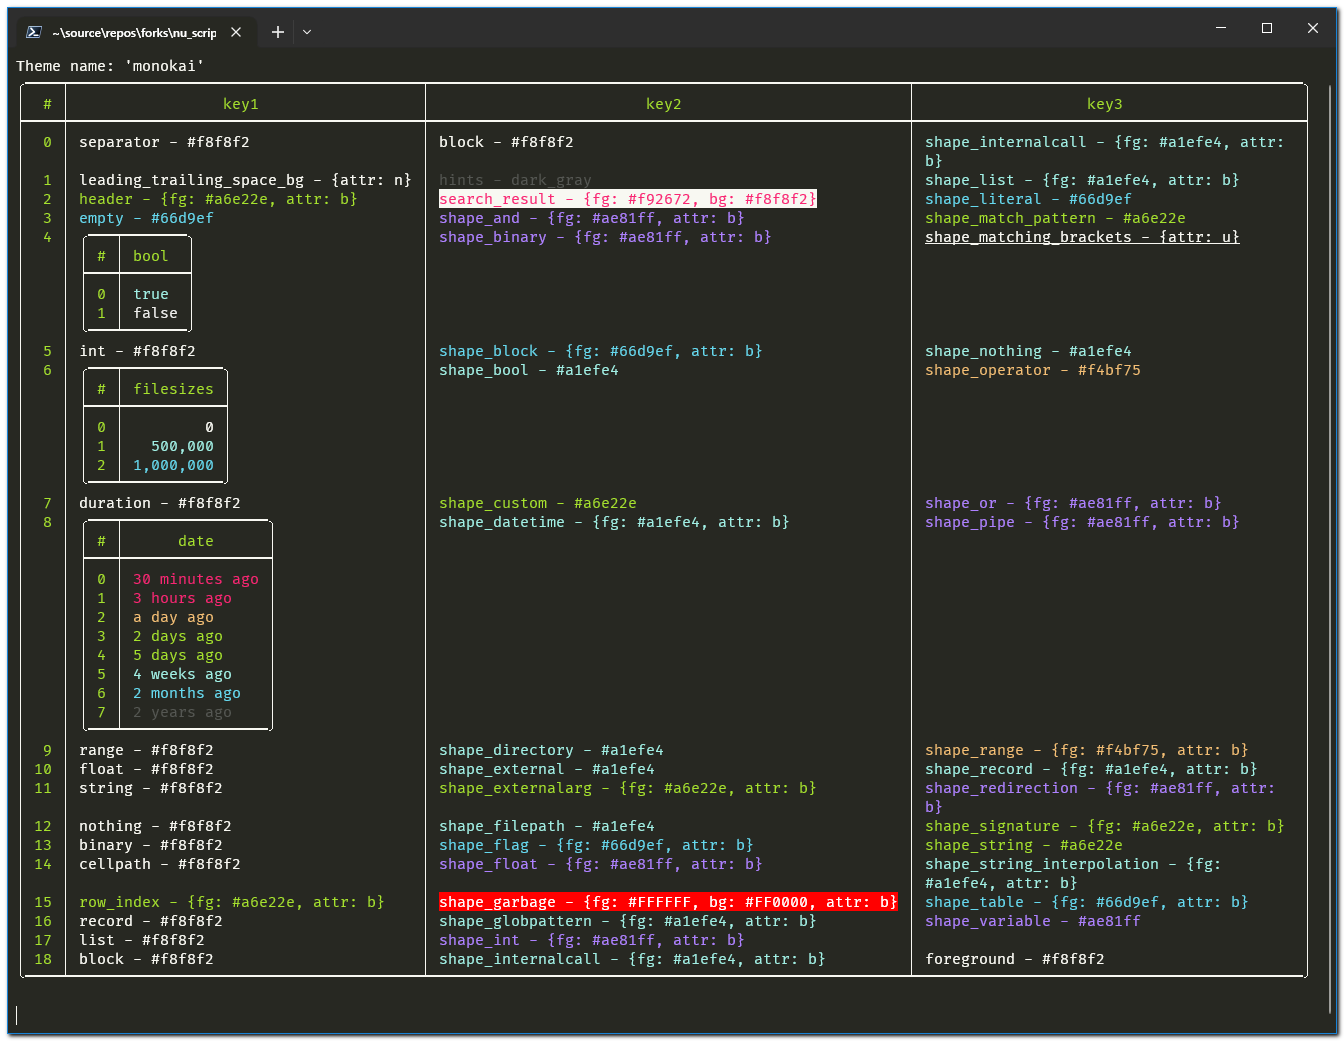 ~\source\repos\forks\nu_scrip
Theme name: 'monokai'
# key1 key2 key3
0 separator - #f8f8f2 block - #f8f8f2 shape_internalcall - {fg: #a1efe4, attr:
b}
1 leading_trailing_space_bg - {attr: n} hints - dark_gray shape_list - {fg: #a1efe4, attr: b}
2 header - {fg: #a6e22e, attr: b} search_result - {fg: #f92672, bg: #f8f8f2} shape_literal - #66d9ef
3 empty - #66d9ef shape_and - {fg: #ae81ff, attr: b} shape_match_pattern - #a6e22e
4 shape_binary - {fg: #ae81ff, attr: b} shape_matching_brackets - {attr: u}
# bool
0 true
1 false
5 int - #f8f8f2 shape_block - {fg: #66d9ef, attr: b} shape_nothing - #a1efe4
6 shape_bool - #a1efe4 shape_operator - #f4bf75
# filesizes
0 0
1 500,000
2 1,000,000
7 duration - #f8f8f2 shape_custom - #a6e22e shape_or - {fg: #ae81ff, attr: b}
8 shape_datetime - {fg: #a1efe4, attr: b} shape_pipe - {fg: #ae81ff, attr: b}
# date
0 30 minutes ago
1 3 hours ago
2 a day ago
3 2 days ago
4 5 days ago
5 4 weeks ago
6 2 months ago
7 2 years ago
9 range - #f8f8f2 shape_directory - #a1efe4 shape_range - {fg: #f4bf75, attr: b}
10 float - #f8f8f2 shape_external - #a1efe4 shape_record - {fg: #a1efe4, attr: b}
11 string - #f8f8f2 shape_externalarg - {fg: #a6e22e, attr: b} shape_redirection - {fg: #ae81ff, attr:
b}
12 nothing - #f8f8f2 shape_filepath - #a1efe4 shape_signature - {fg: #a6e22e, attr: b}
13 binary - #f8f8f2 shape_flag - {fg: #66d9ef, attr: b} shape_string - #a6e22e
14 cellpath - #f8f8f2 shape_float - {fg: #ae81ff, attr: b} shape_string_interpolation - {fg:
#a1efe4, attr: b}
15 row_index - {fg: #a6e22e, attr: b} shape_garbage - {fg: #FFFFFF, bg: #FF0000, attr: b} shape_table - {fg: #66d9ef, attr: b}
16 record - #f8f8f2 shape_globpattern - {fg: #a1efe4, attr: b} shape_variable - #ae81ff
17 list - #f8f8f2 shape_int - {fg: #ae81ff, attr: b}
18 block - #f8f8f2 shape_internalcall - {fg: #a1efe4, attr: b} foreground - #f8f8f2